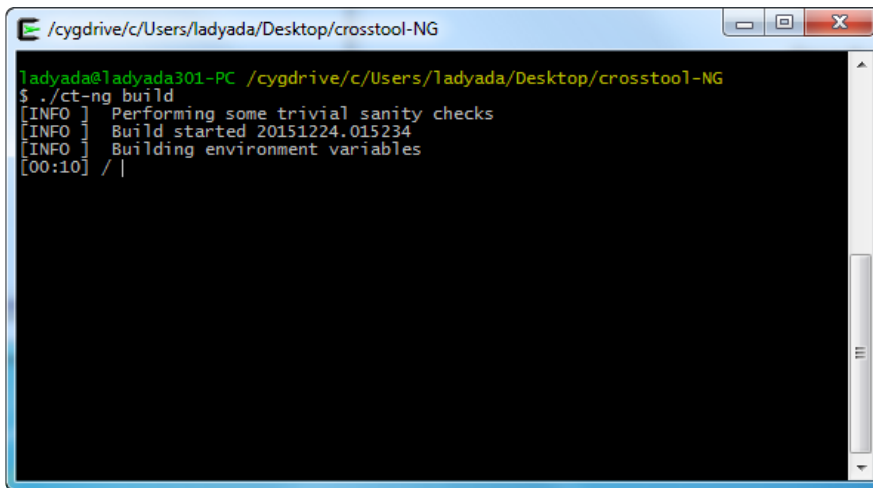 /cygdrive/c/Users/ladyada/Desktop/crosstool-NG
ladyada@ladyada301-PC /cygdrive/c/Users/ladyada/Desktop/crosstool-NG
$ ./ct-ng build
[INFO ]  Performing some trivial sanity checks
[INFO ]  Build started 20151224.015234
[INFO ]  Building environment variables
[00:10] / |